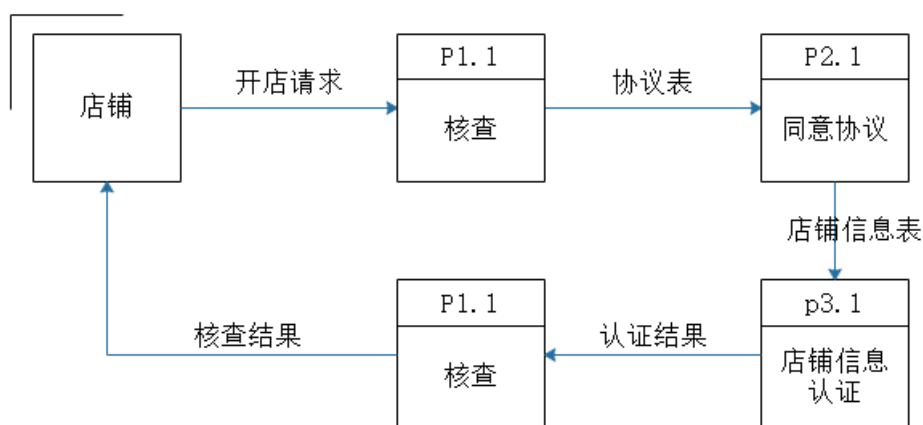 P1.1
P2.1
店铺
开店请求
核查
协议表
同意协议
店铺信息表
P1.1
p3.1
核查结果
核查
认证结果
店铺信息
认证